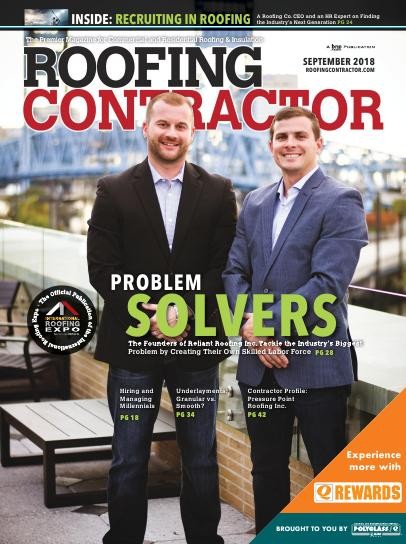 INSIDE: RECRUITING IN ROOFING
A Roofing Co. CEO and an HR Expert on Finding
the Industry's Next Generation PG 24
The Premier Magazine for Commercial and Residential Roofing & Insulation
A bnp PUBLICATION
ROOFING
CONTRACTOR
SEPTEMBER 2018
ROOFINGCONTRACTOR.COM
PROBLEM
SOLVERS
The Official Publication of the International Roofing Expo
INTERNATIONAL
ROOFING
EXPO
The Founders of Reliant Roofing Inc. Tackle the Industry's Biggest
Problem by Creating Their Own Skilled Labor Force PG 28
Hiring and
Managing
Millennials
PG 18
Underlayments:
Granular vs.
Smooth?
PG 34
Contractor Profile:
Pressure Point
Roofing Inc.
PG 42
Experience
more with
Q REWARDS
BROUGHT TO YOU BY POLYGLASS